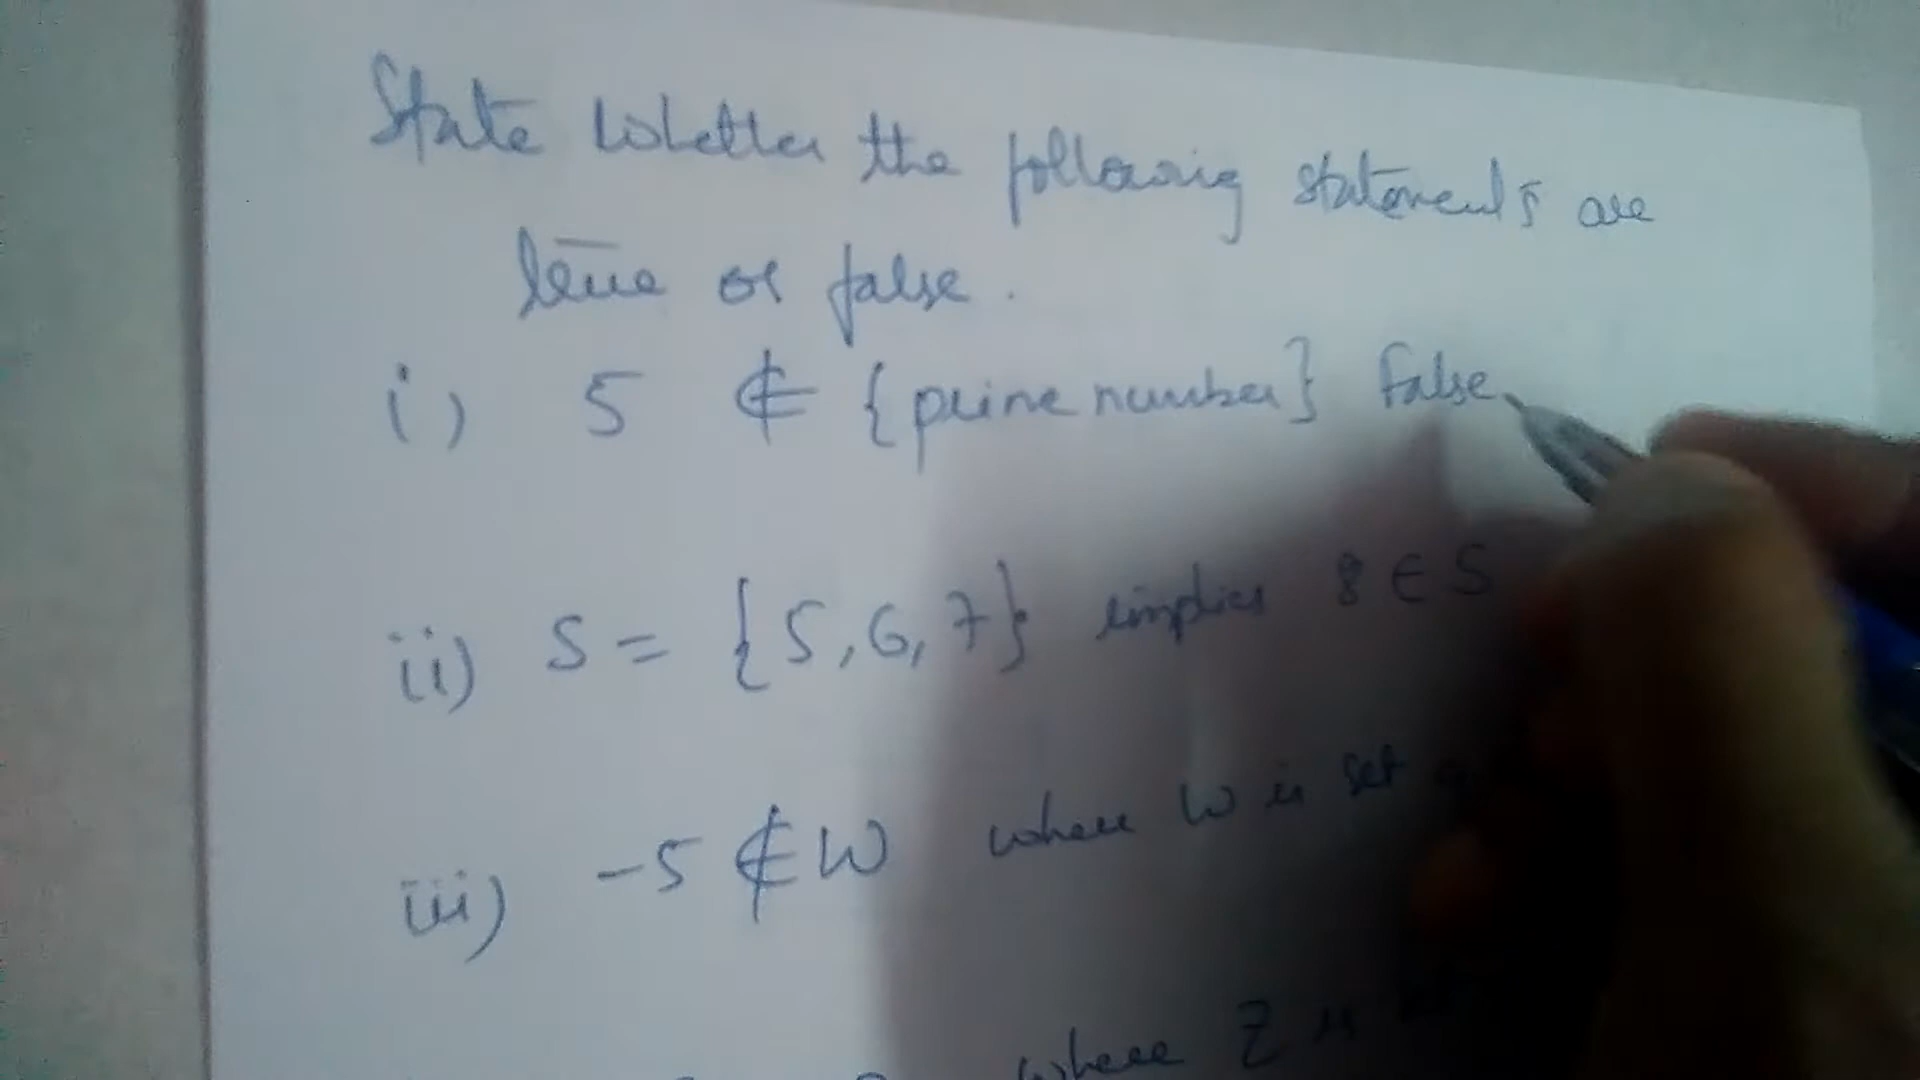 State whether the following statements are
true or false.
i) 5 ∉ {prime number} False
ii) S = {5, 6, 7} implies 8 ∈ S
iii) -5 ∉ W where W is set
where Z is